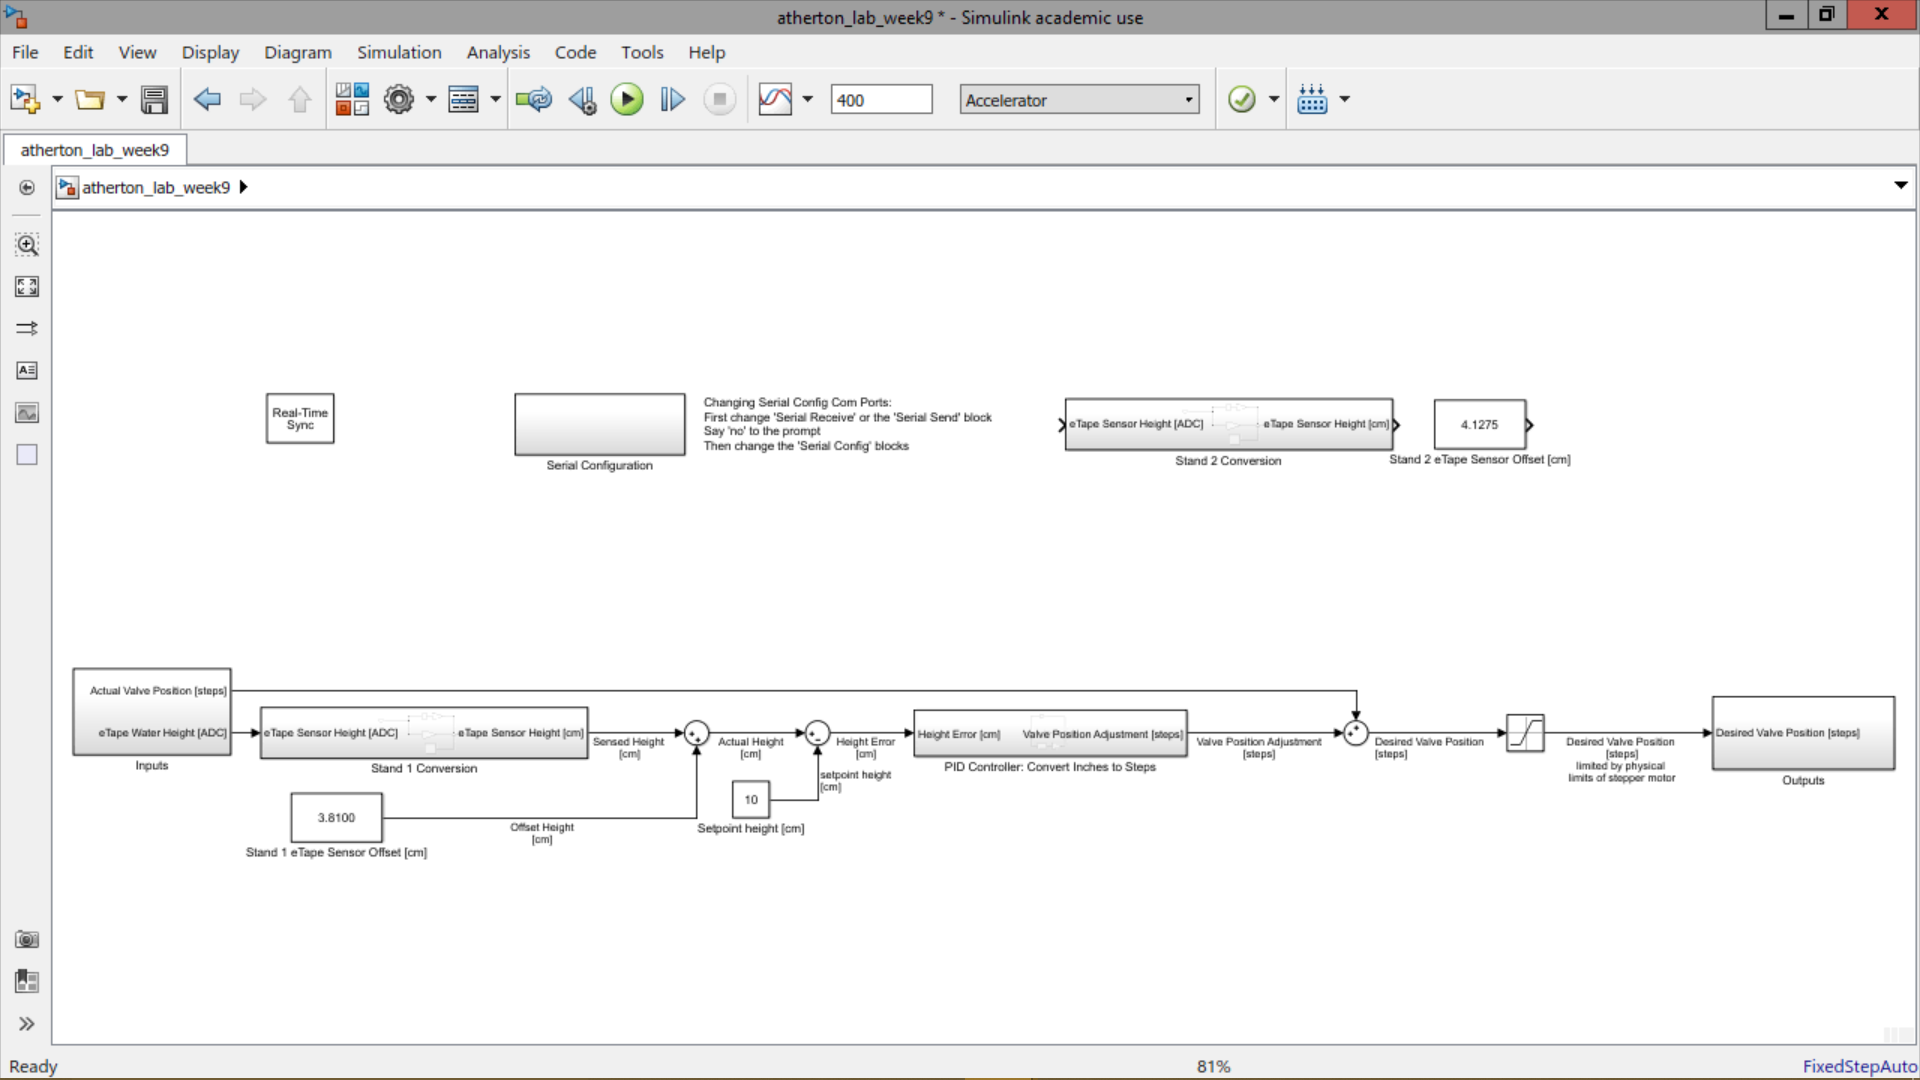 atherton_lab_week9 * - Simulink academic use
File Edit View Display Diagram Simulation Analysis Code Tools Help
400
Accelerator
atherton_lab_week9
atherton_lab_week9
Real-Time
Sync
Serial Configuration
Changing Serial Config Com Ports:
First change 'Serial Receive' or the 'Serial Send' block
Say 'no' to the prompt
Then change the 'Serial Config' blocks
eTape Sensor Height [ADC]
eTape Sensor Height [cm]
Stand 2 Conversion
4.1275
Stand 2 eTape Sensor Offset [cm]
Actual Valve Position [steps]
eTape Water Height [ADC]
Inputs
eTape Sensor Height [ADC]
eTape Sensor Height [cm]
Stand 1 Conversion
3.8100
Stand 1 eTape Sensor Offset [cm]
Sensed Height
[cm]
Offset Height
[cm]
Actual Height
[cm]
10
Setpoint height [cm]
setpoint height
[cm]
Height Error
[cm]
Height Error [cm]
Valve Position Adjustment [steps]
PID Controller: Convert Inches to Steps
Valve Position Adjustment
[steps]
Desired Valve Position
[steps]
Desired Valve Position
[steps]
limited by physical
limits of stepper motor
Desired Valve Position [steps]
Outputs
Ready
81%
FixedStepAuto